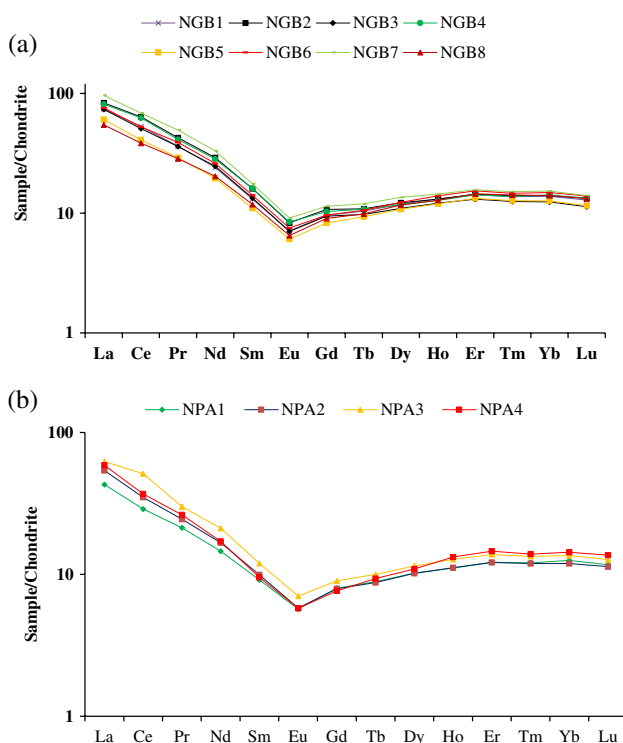 (a)
NGB1 NGB2 NGB3 NGB4
NGB5 NGB6 NGB7 NGB8
Sample/Chondrite
100
10
1
La Ce Pr Nd Sm Eu Gd Tb Dy Ho Er Tm Yb Lu
(b)
NPA1 NPA2 NPA3 NPA4
Sample/Chondrite
100
10
1
La Ce Pr Nd Sm Eu Gd Tb Dy Ho Er Tm Yb Lu